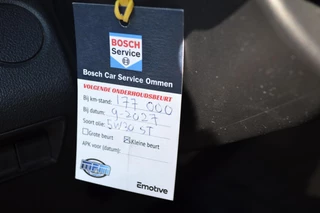 BOSCH
Service
Bosch Car Service Ommen
VOLGENDE ONDERHOUDSBEURT
Bij km-stand: 177 000
Bij datum: 9-2027
Soort olie: 5W30 ST
Grote beurt Kleine beurt
APK voor (datum):
Emotive